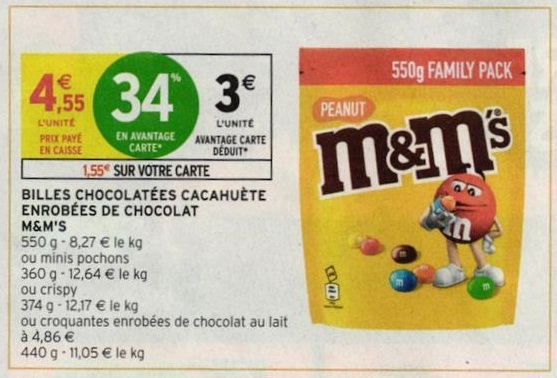 4,55 €
L'UNITÉ
PRIX PAYÉ
EN CAISSE
34%
EN AVANTAGE
CARTE*
3€
L'UNITÉ
AVANTAGE CARTE
DÉDUIT*
1,55€ SUR VOTRE CARTE
BILLES CHOCOLATÉES CACAHUÈTE
ENROBÉES DE CHOCOLAT
M&M'S
550 g - 8,27 € le kg
ou minis pochons
360 g - 12,64 € le kg
ou crispy
374 g - 12,17 € le kg
ou croquantes enrobées de chocolat au lait
à 4,86 €
440 g - 11,05 € le kg
550g FAMILY PACK
PEANUT
m&m's®
m
m
m
m